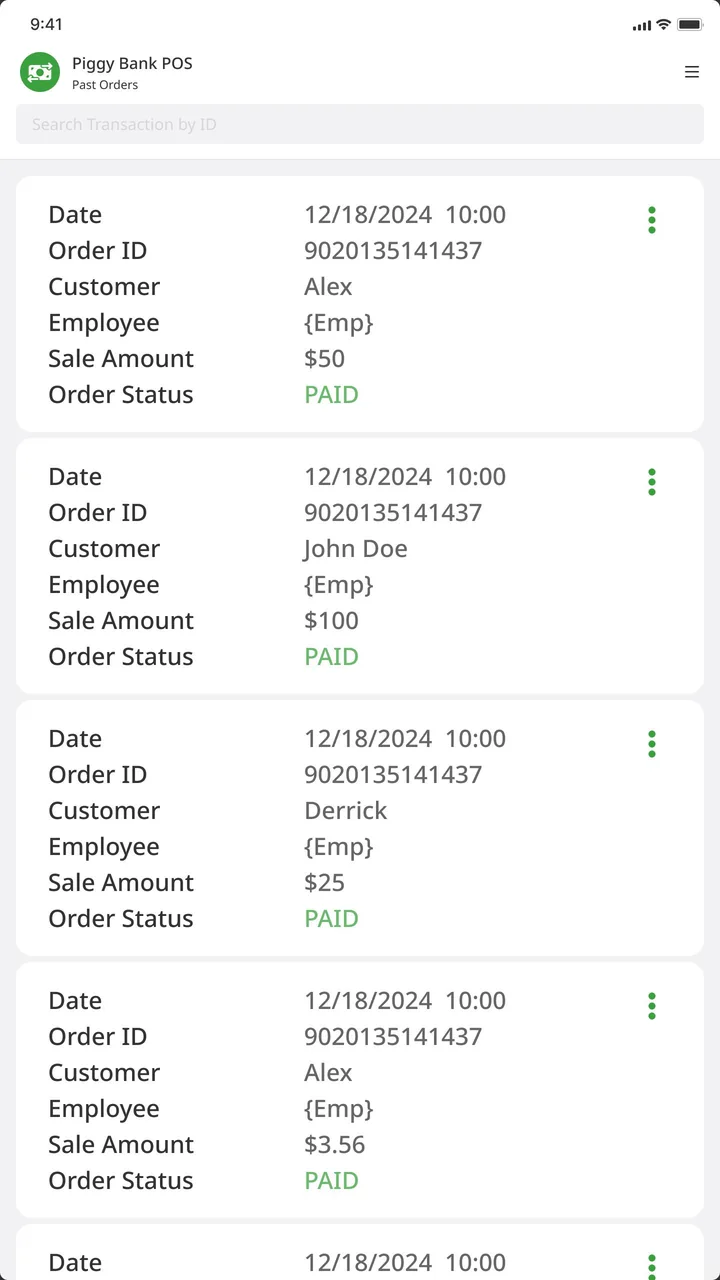 9:41
Piggy Bank POS
Past Orders
Search Transaction by ID
Date 12/18/2024 10:00
Order ID 9020135141437
Customer Alex
Employee {Emp}
Sale Amount $50
Order Status PAID
Date 12/18/2024 10:00
Order ID 9020135141437
Customer John Doe
Employee {Emp}
Sale Amount $100
Order Status PAID
Date 12/18/2024 10:00
Order ID 9020135141437
Customer Derrick
Employee {Emp}
Sale Amount $25
Order Status PAID
Date 12/18/2024 10:00
Order ID 9020135141437
Customer Alex
Employee {Emp}
Sale Amount $3.56
Order Status PAID
Date 12/18/2024 10:00